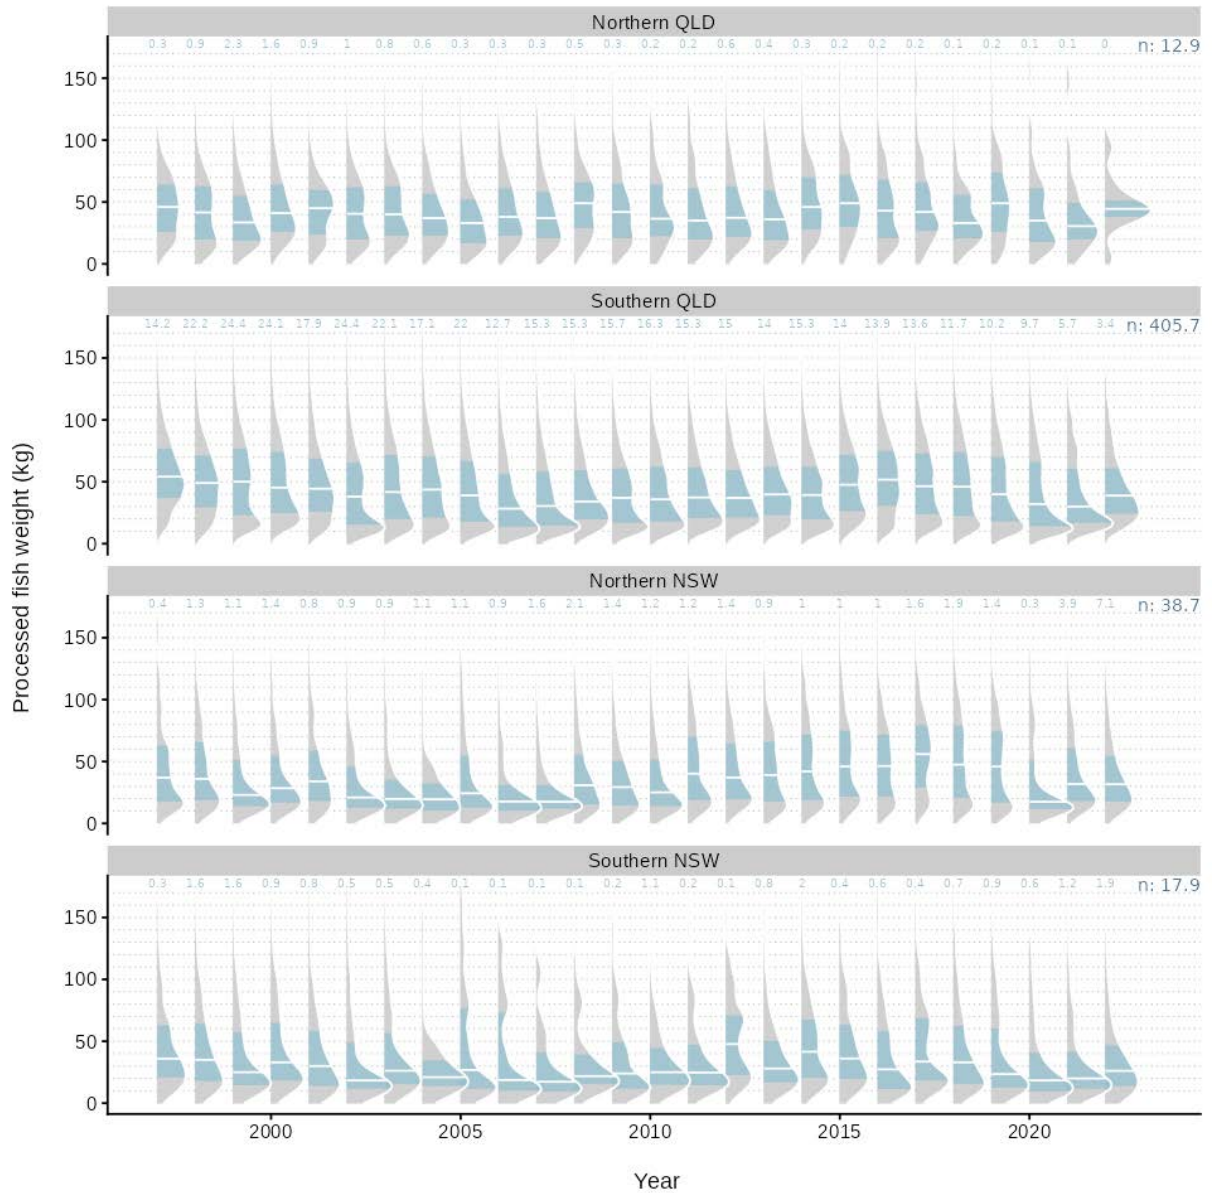 Northern QLD
0.3 0.9 2.3 1.6 0.9 1 0.8 0.6 0.3 0.3 0.3 0.5 0.3 0.2 0.2 0.6 0.4 0.3 0.2 0.2 0.2 0.1 0.2 0.1 0.1 0 n: 12.9
150
100
50
0
Southern QLD
14.2 22.2 24.4 24.1 17.9 24.4 22.1 17.1 22 12.7 15.3 15.3 15.7 16.3 15.3 15 14 15.3 14 13.9 13.6 11.7 10.2 9.7 5.7 3.4 n: 405.7
150
100
50
0
Northern NSW
0.4 1.3 1.1 1.4 0.8 0.9 0.9 1.1 1.1 0.9 1.6 2.1 1.4 1.2 1.2 1.4 0.9 1 1 1 1.6 1.9 1.4 0.3 3.9 7.1 n: 38.7
150
100
50
0
Southern NSW
0.3 1.6 1.6 0.9 0.8 0.5 0.5 0.4 0.1 0.1 0.1 0.1 0.2 1.1 0.2 0.1 0.8 2 0.4 0.6 0.4 0.7 0.9 0.6 1.2 1.9 n: 17.9
150
100
50
0
Processed fish weight (kg)
2000 2005 2010 2015 2020
Year